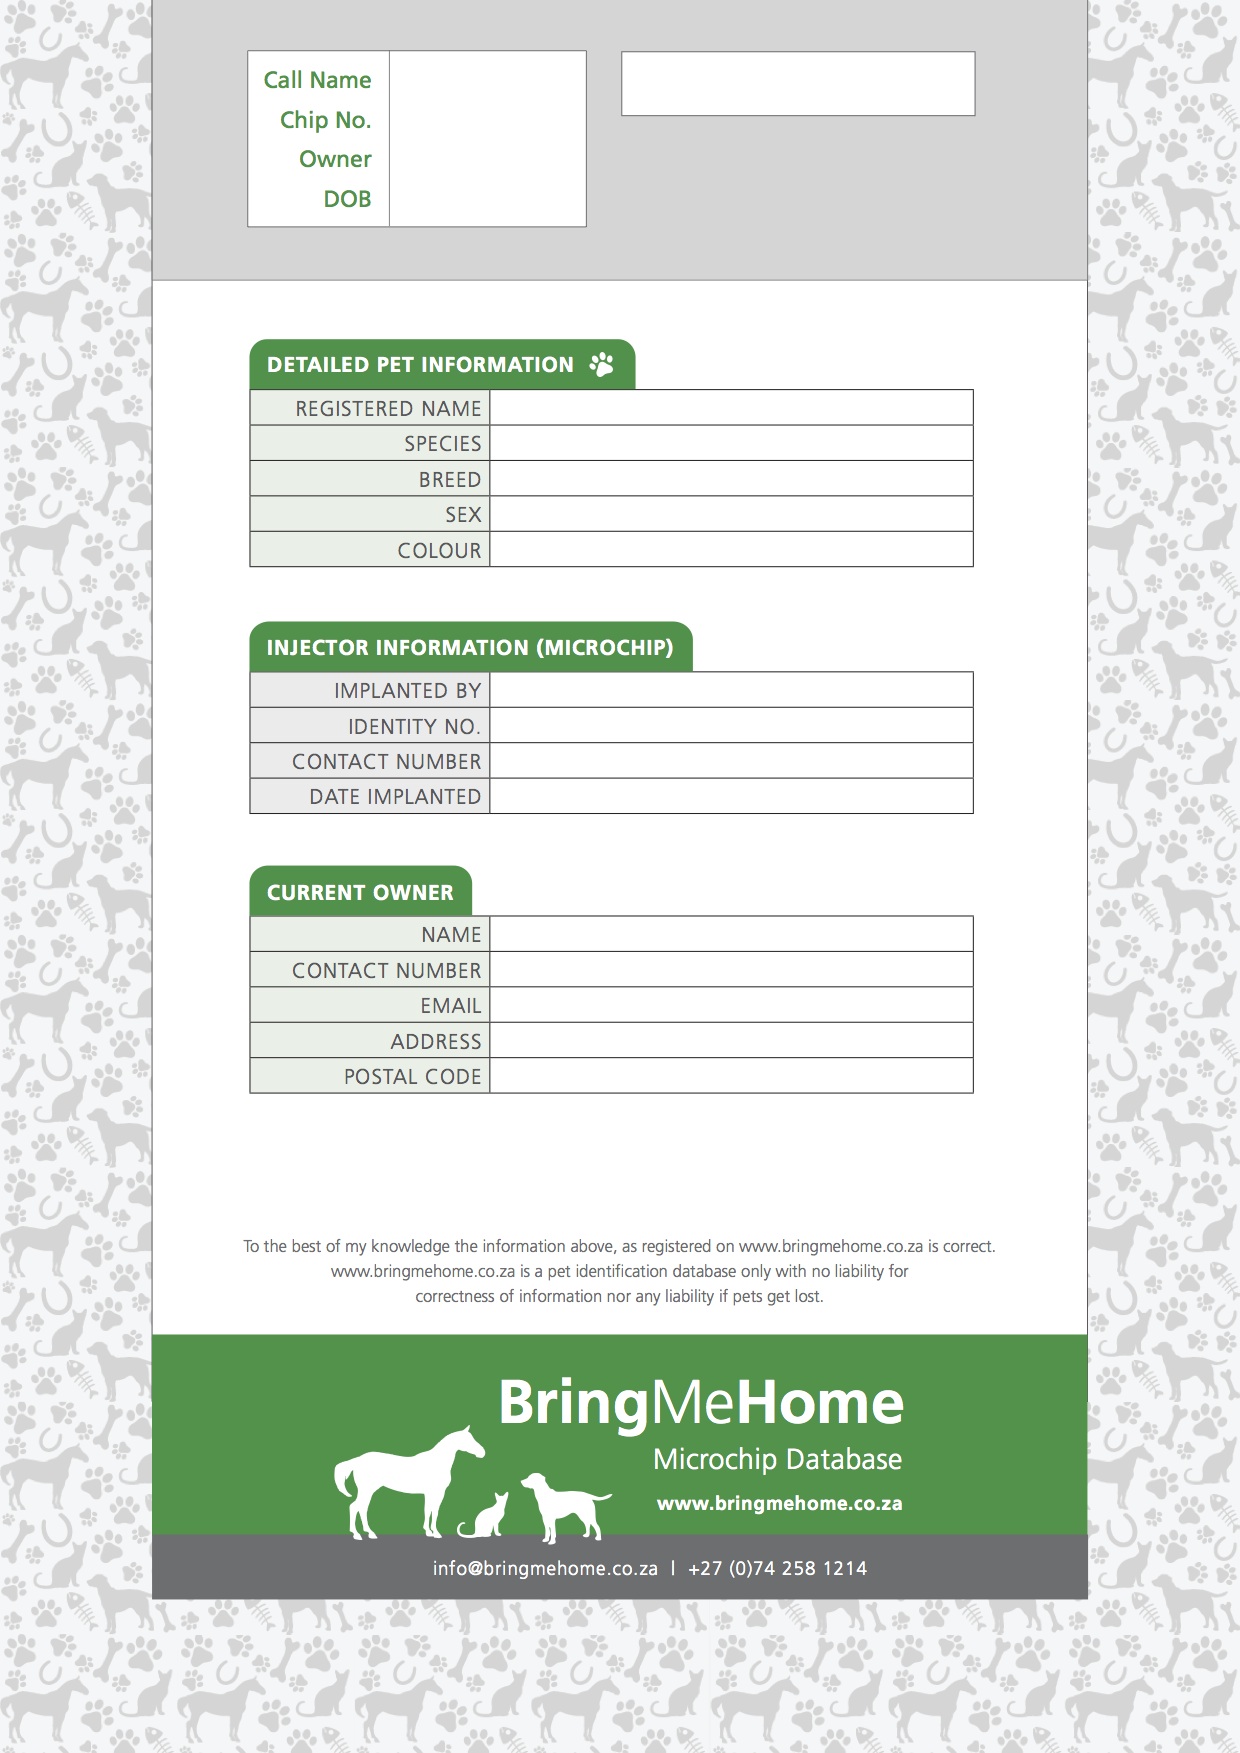 Call Name
Chip No.
Owner
DOB
DETAILED PET INFORMATION
REGISTERED NAME
SPECIES
BREED
SEX
COLOUR
INJECTOR INFORMATION (MICROCHIP)
IMPLANTED BY
IDENTITY NO.
CONTACT NUMBER
DATE IMPLANTED
CURRENT OWNER
NAME
CONTACT NUMBER
EMAIL
ADDRESS
POSTAL CODE
To the best of my knowledge the information above, as registered on www.bringmehome.co.za is correct.
www.bringmehome.co.za is a pet identification database only with no liability for
correctness of information nor any liability if pets get lost.
BringMeHome
Microchip Database
www.bringmehome.co.za
info@bringmehome.co.za | +27 (0)74 258 1214